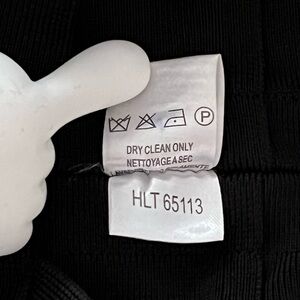 DRY CLEAN ONLY
NETTOYAGE A SEC
HLT 65113